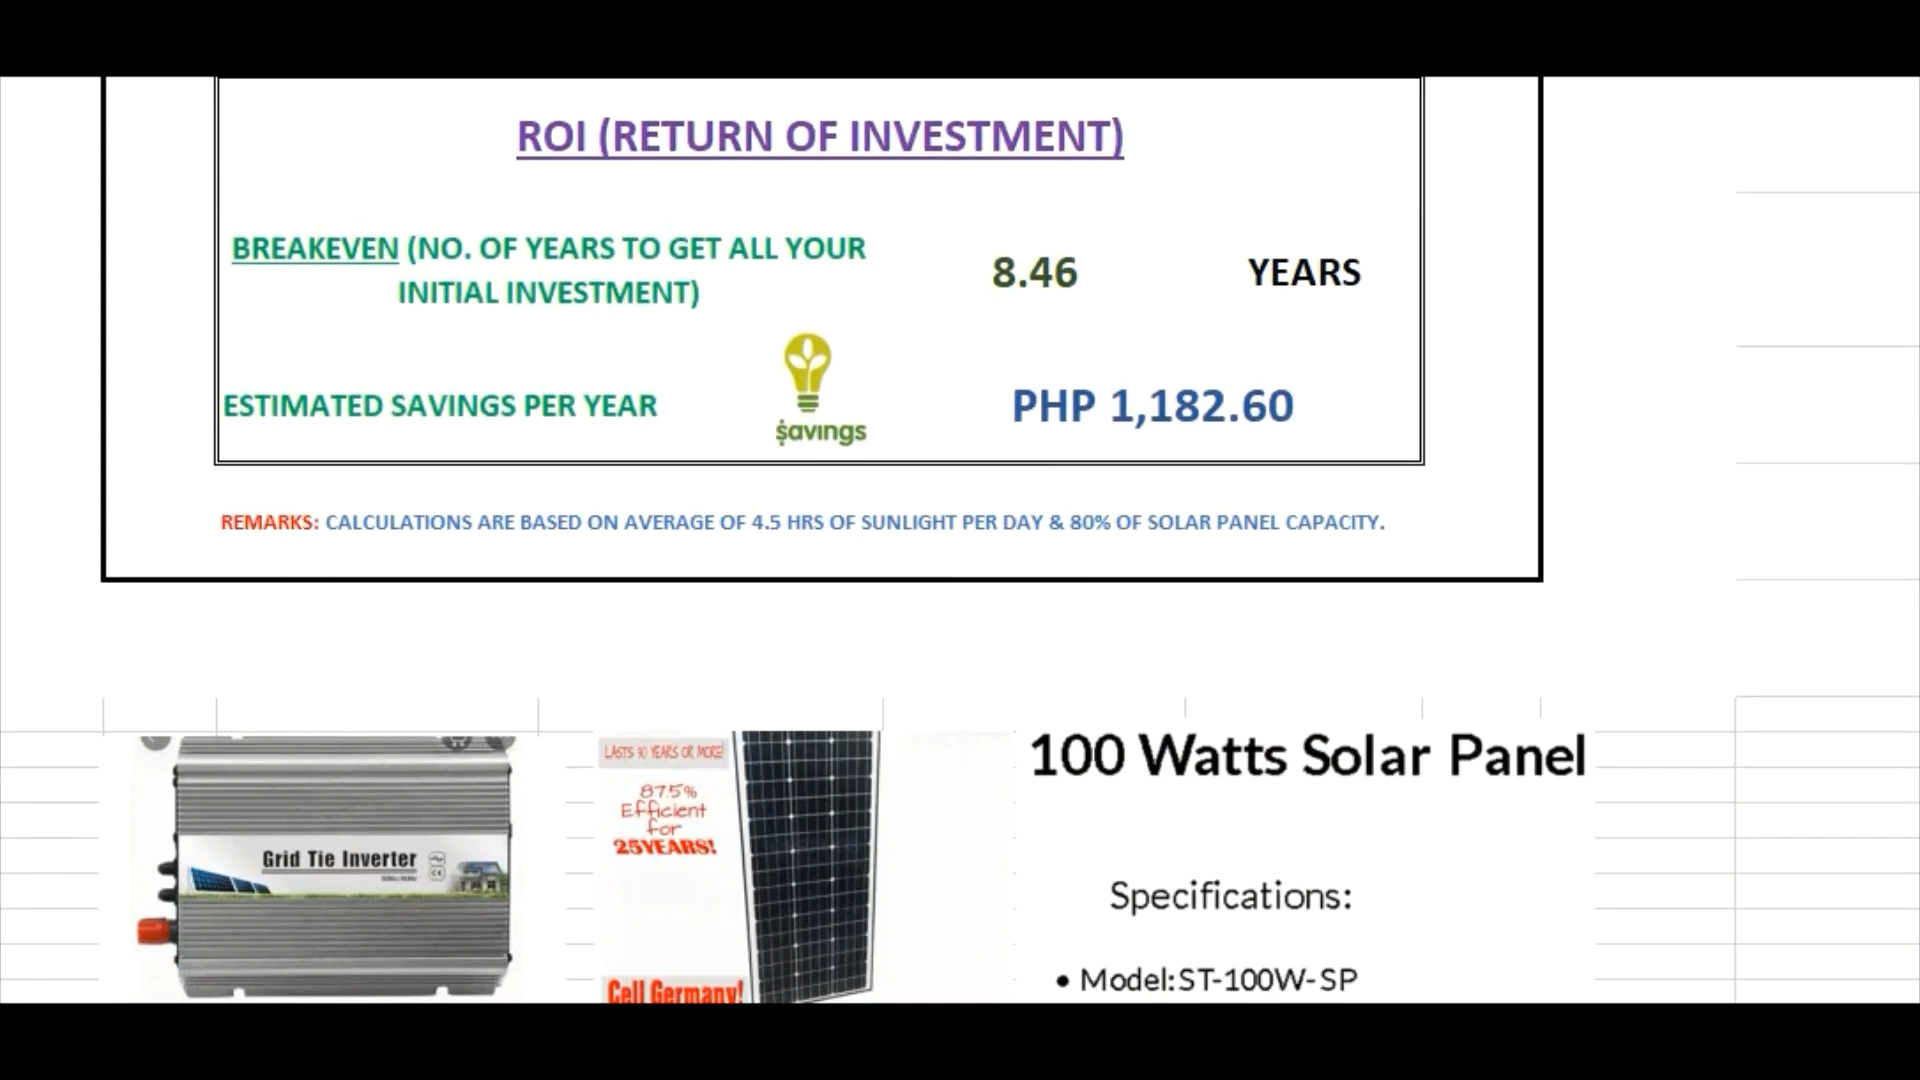 ROI (RETURN OF INVESTMENT)
BREAKEVEN (NO. OF YEARS TO GET ALL YOUR
INITIAL INVESTMENT)
8.46
YEARS
ESTIMATED SAVINGS PER YEAR
savings
PHP 1,182.60
REMARKS: CALCULATIONS ARE BASED ON AVERAGE OF 4.5 HRS OF SUNLIGHT PER DAY & 80% OF SOLAR PANEL CAPACITY.
Grid Tie Inverter
CE
LASTS 30 YEARS OR MORE!
87.5%
Efficient
for
25YEARS!
Cell Germany!
100 Watts Solar Panel
Specifications:
• Model:ST-100W-SP